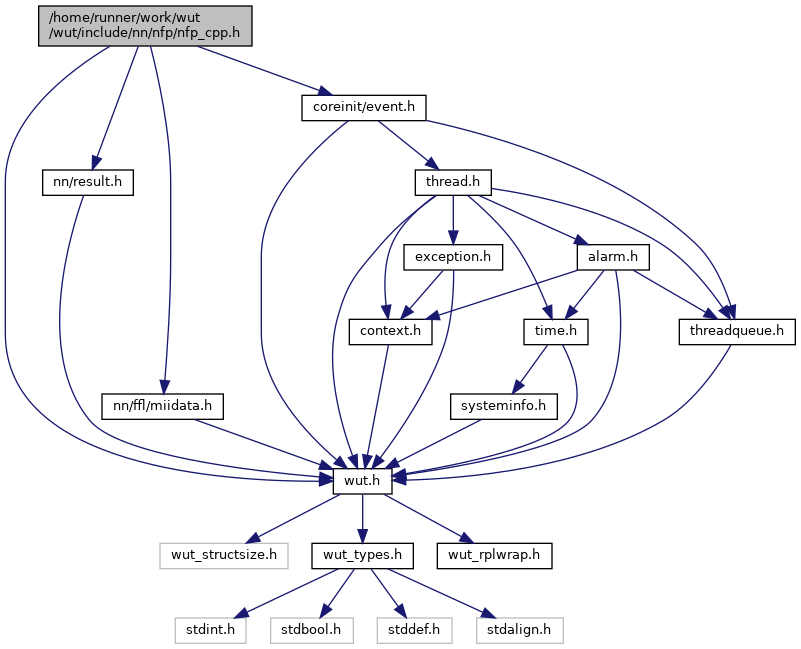 /home/runner/work/wut
/wut/include/nn/nfp/nfp_cpp.h
coreinit/event.h
nn/result.h
thread.h
exception.h
alarm.h
context.h
time.h
threadqueue.h
nn/ffl/miidata.h
systeminfo.h
wut.h
wut_structsize.h
wut_types.h
wut_rplwrap.h
stdint.h
stdbool.h
stddef.h
stdalign.h